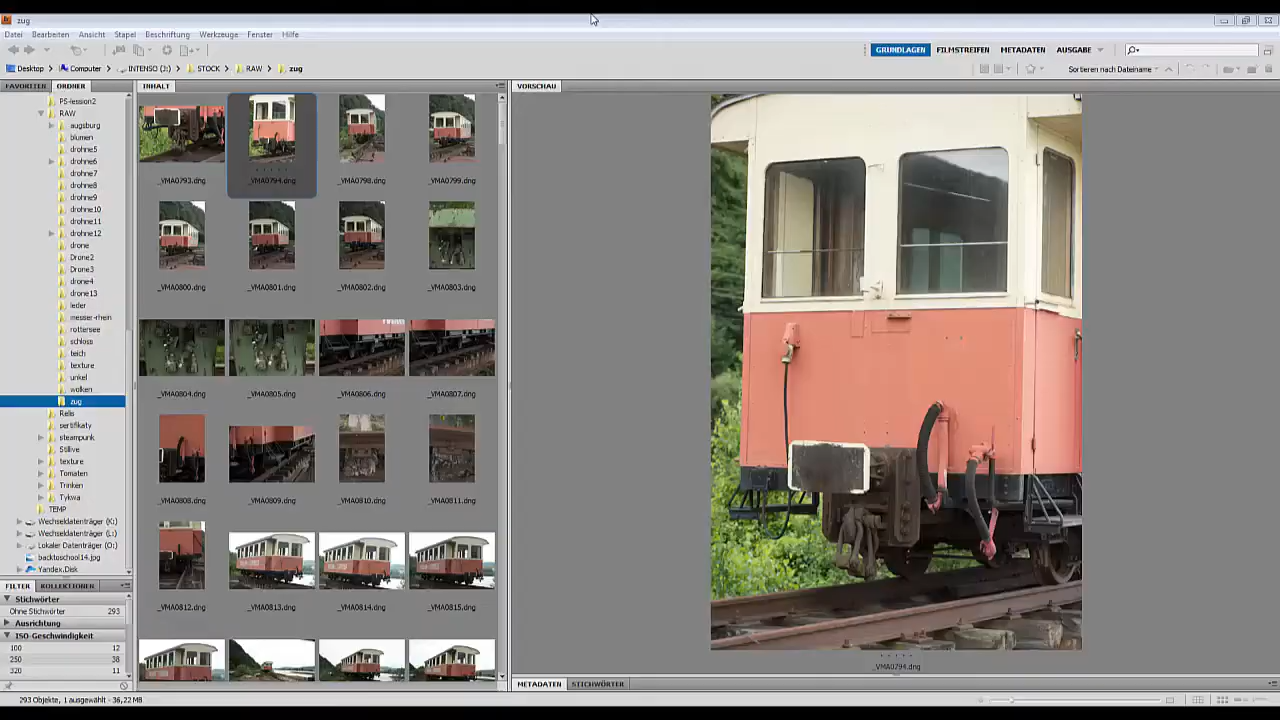 Br zug
Datei Bearbeiten Ansicht Stapel Beschriftung Werkzeuge Fenster Hilfe
GRUNDLAGEN FILMSTREIFEN METADATEN AUSGABE
Desktop Computer INTENSO (J:) STOCK RAW zug
Sortieren nach Dateiname
FAVORITEN ORDNER
PS-lession2
RAW
augsburg
blumen
drohne5
drohne6
drohne7
drohne8
drohne9
drohne10
drohne11
drohne12
drone
Drone2
Drone3
drone4
drone13
leder
messer-rhein
rottersee
schloss
teich
texture
unkel
wolken
zug
Relis
sertifikaty
steampunk
Stillive
texture
Tomaten
Trinken
Tykwa
TEMP
Wechseldatenträger (K:)
Wechseldatenträger (L:)
Lokaler Datenträger (O:)
backtoschool14.jpg
Yandex.Disk
FILTER KOLLEKTIONEN
Stichwörter
Ohne Stichwörter 293
Ausrichtung
ISO-Geschwindigkeit
100 12
250 38
320 11
INHALT
_VMA0793.dng _VMA0794.dng _VMA0798.dng _VMA0799.dng
_VMA0800.dng _VMA0801.dng _VMA0802.dng _VMA0803.dng
_VMA0804.dng _VMA0805.dng _VMA0806.dng _VMA0807.dng
_VMA0808.dng _VMA0809.dng _VMA0810.dng _VMA0811.dng
_VMA0812.dng _VMA0813.dng _VMA0814.dng _VMA0815.dng
VORSCHAU
_VMA0794.dng
METADATEN STICHWÖRTER
293 Objekte, 1 ausgewählt - 36,22 MB